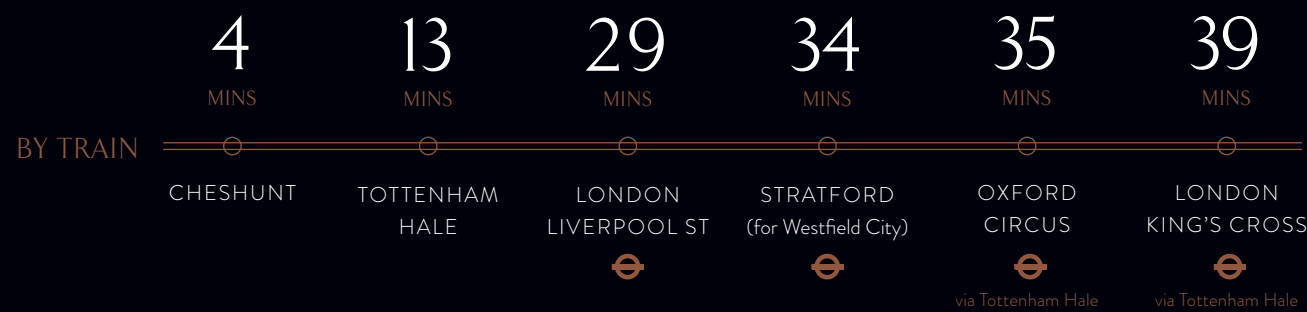 4
MINS
13
MINS
29
MINS
34
MINS
35
MINS
39
MINS
BY TRAIN
CHESHUNT
TOTTENHAM
HALE
LONDON
LIVERPOOL ST
STRATFORD
(for Westfield City)
OXFORD
CIRCUS
via Tottenham Hale
LONDON
KING'S CROSS
via Tottenham Hale